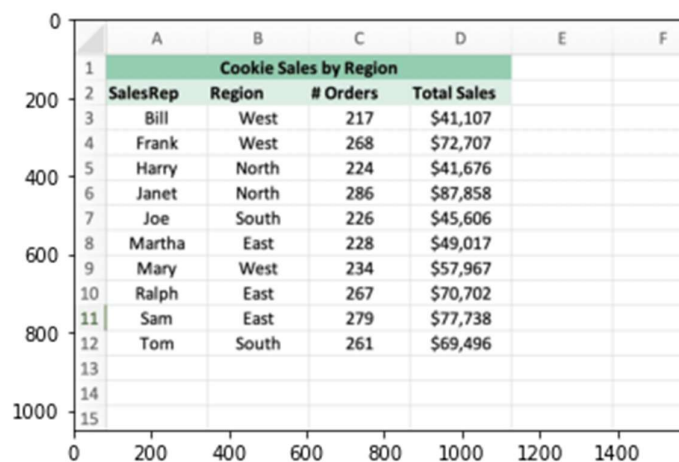 0
A B C D E F
1 Cookie Sales by Region
200 2 SalesRep Region # Orders Total Sales
3 Bill West 217 $41,107
4 Frank West 268 $72,707
400 5 Harry North 224 $41,676
6 Janet North 286 $87,858
7 Joe South 226 $45,606
600 8 Martha East 228 $49,017
9 Mary West 234 $57,967
10 Ralph East 267 $70,702
800 11 Sam East 279 $77,738
12 Tom South 261 $69,496
13
14
1000 15
0 200 400 600 800 1000 1200 1400